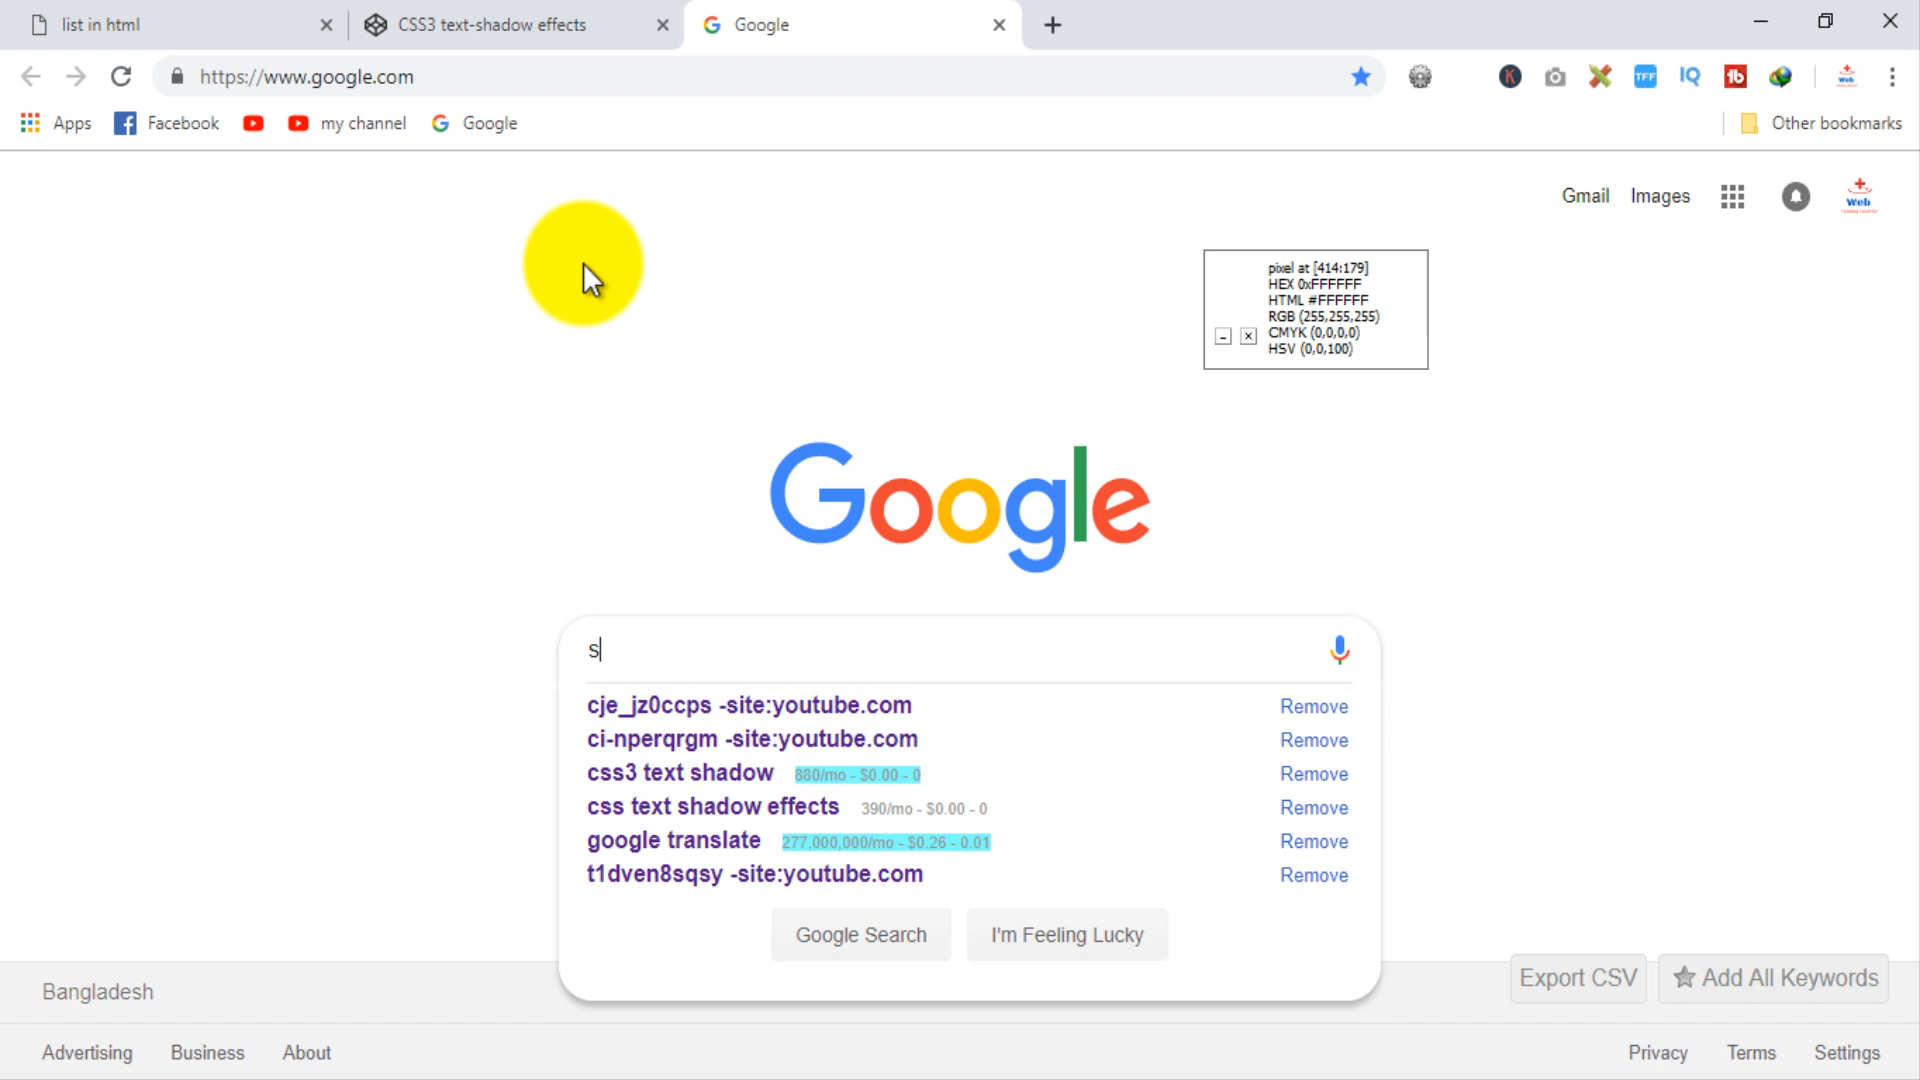 list in html
CSS3 text-shadow effects
Google
https://www.google.com
K
TFF
IQ
Web
Apps
Facebook
my channel
Google
Other bookmarks
Gmail
Images
Web
pixel at [414:179]
HEX 0xFFFFFF
HTML #FFFFFF
RGB (255,255,255)
CMYK (0,0,0,0)
HSV (0,0,100)
Google
s
cje_jz0ccps -site:youtube.com Remove
ci-nperqrgm -site:youtube.com Remove
css3 text shadow 880/mo - $0.00 - 0 Remove
css text shadow effects 390/mo - $0.00 - 0 Remove
google translate 277,000,000/mo - $0.26 - 0.01 Remove
t1dven8sqsy -site:youtube.com Remove
Google Search
I'm Feeling Lucky
Export CSV
Add All Keywords
Bangladesh
Advertising Business About
Privacy Terms Settings